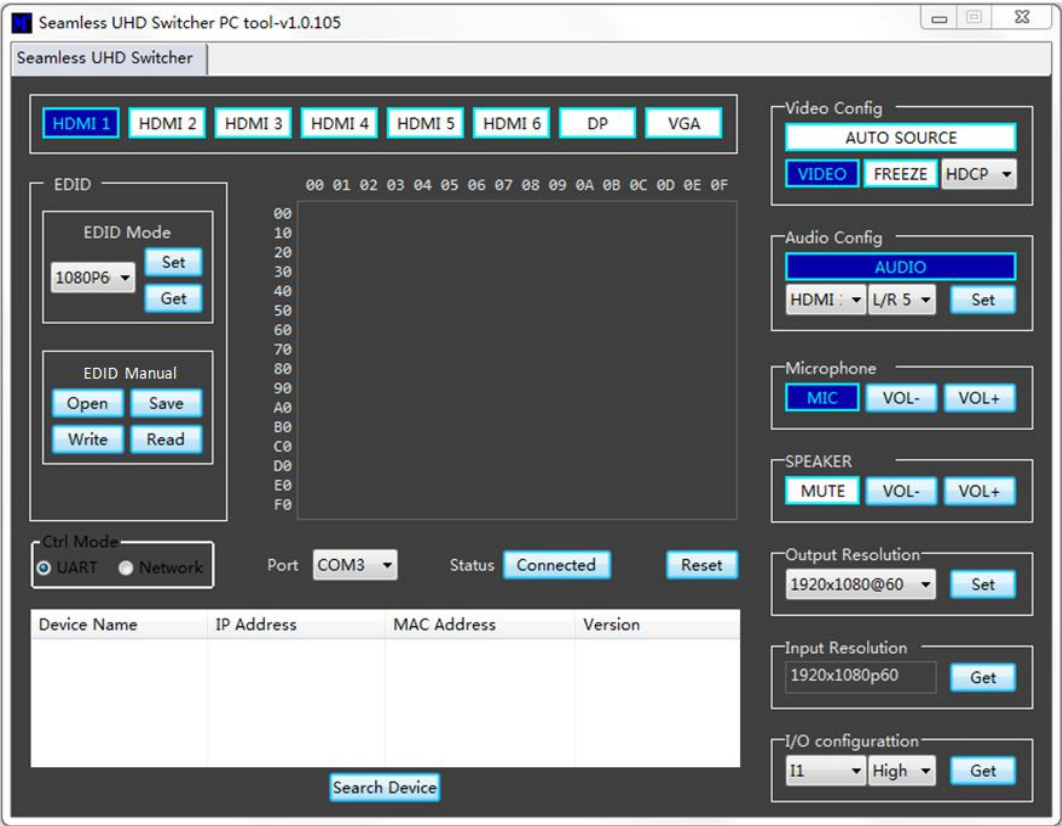 Seamless UHD Switcher PC tool-v1.0.105
Seamless UHD Switcher
HDMI 1 HDMI 2 HDMI 3 HDMI 4 HDMI 5 HDMI 6 DP VGA
EDID
EDID Mode
1080P6
Set
Get
EDID Manual
Open Save
Write Read
00 01 02 03 04 05 06 07 08 09 0A 0B 0C 0D 0E 0F
00
10
20
30
40
50
60
70
80
90
A0
B0
C0
D0
E0
F0
Video Config
AUTO SOURCE
VIDEO FREEZE HDCP
Audio Config
AUDIO
HDMI : L/R 5 Set
Microphone
MIC VOL- VOL+
SPEAKER
MUTE VOL- VOL+
Ctrl Mode
UART Network
Port COM3 Status Connected Reset
Output Resolution
1920x1080@60 Set
Device Name IP Address MAC Address Version
Search Device
Input Resolution
1920x1080p60 Get
I/O configurattion
I1 High Get